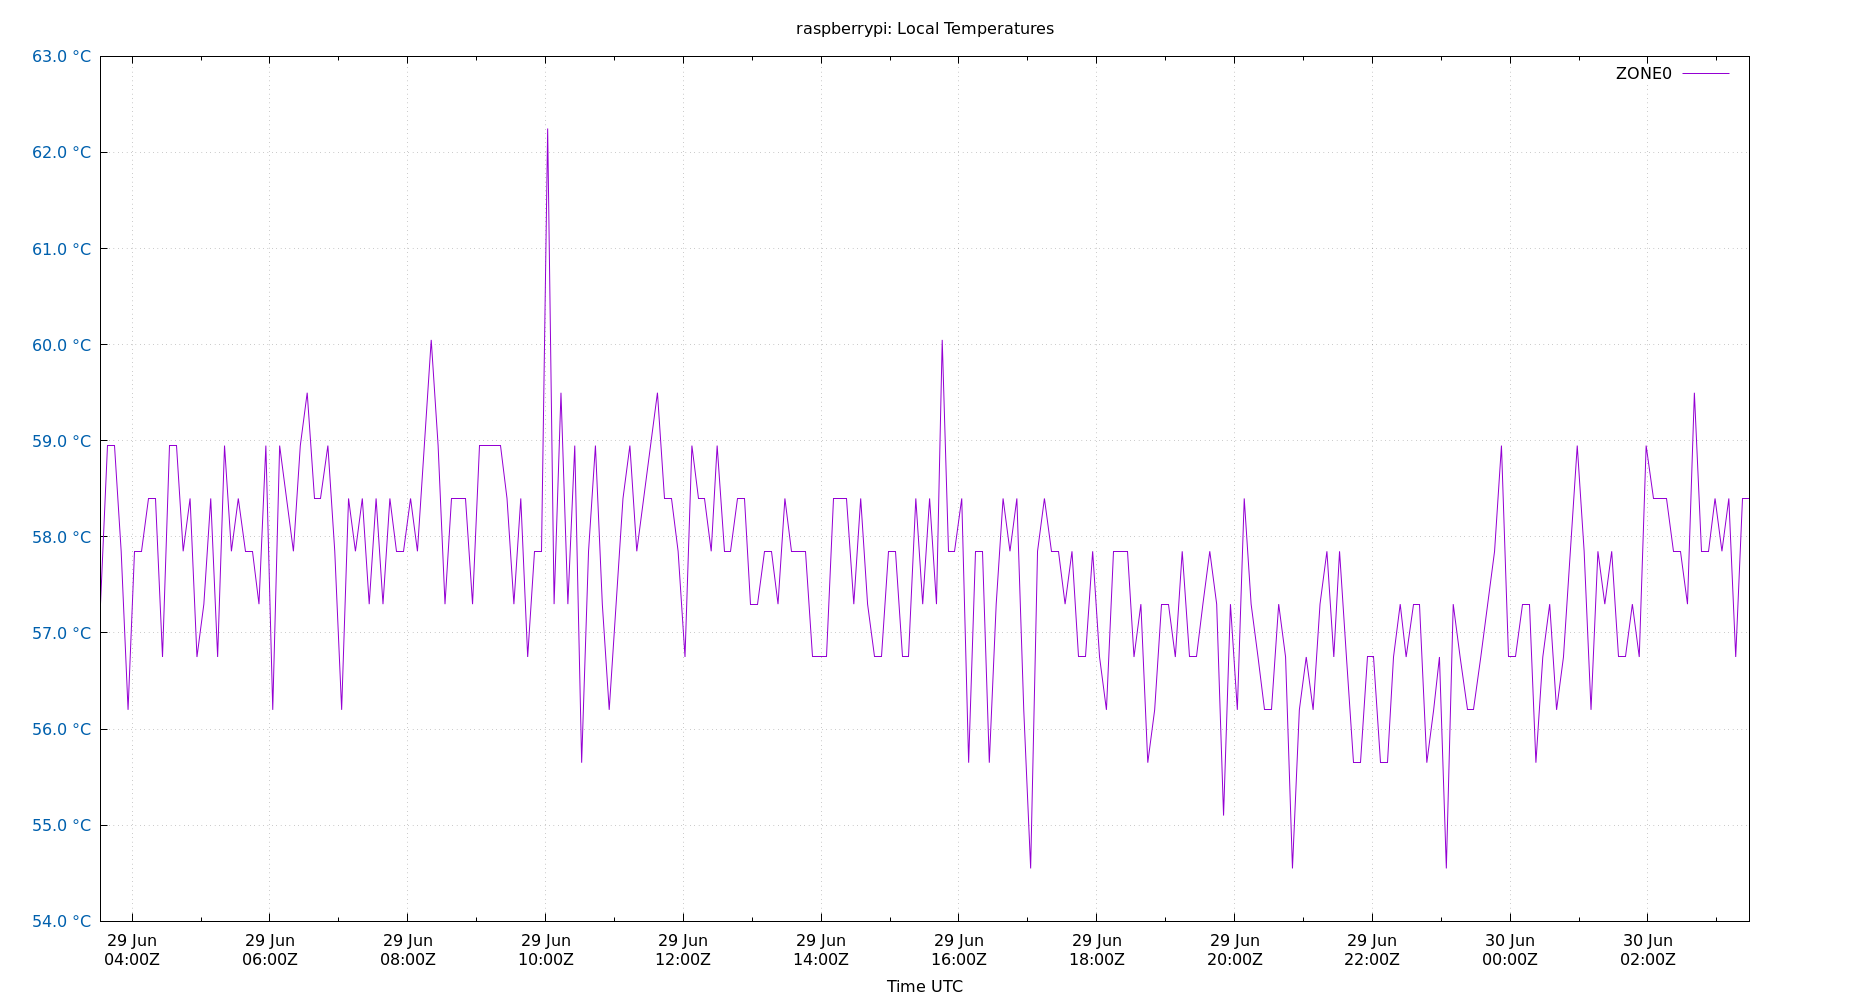 raspberrypi: Local Temperatures
63.0 °C
ZONE0
62.0 °C
61.0 °C
60.0 °C
59.0 °C
58.0 °C
57.0 °C
56.0 °C
55.0 °C
54.0 °C
29 Jun 29 Jun 29 Jun 29 Jun 29 Jun 29 Jun 29 Jun 29 Jun 29 Jun 29 Jun 30 Jun 30 Jun
04:00Z 06:00Z 08:00Z 10:00Z 12:00Z 14:00Z 16:00Z 18:00Z 20:00Z 22:00Z 00:00Z 02:00Z
Time UTC